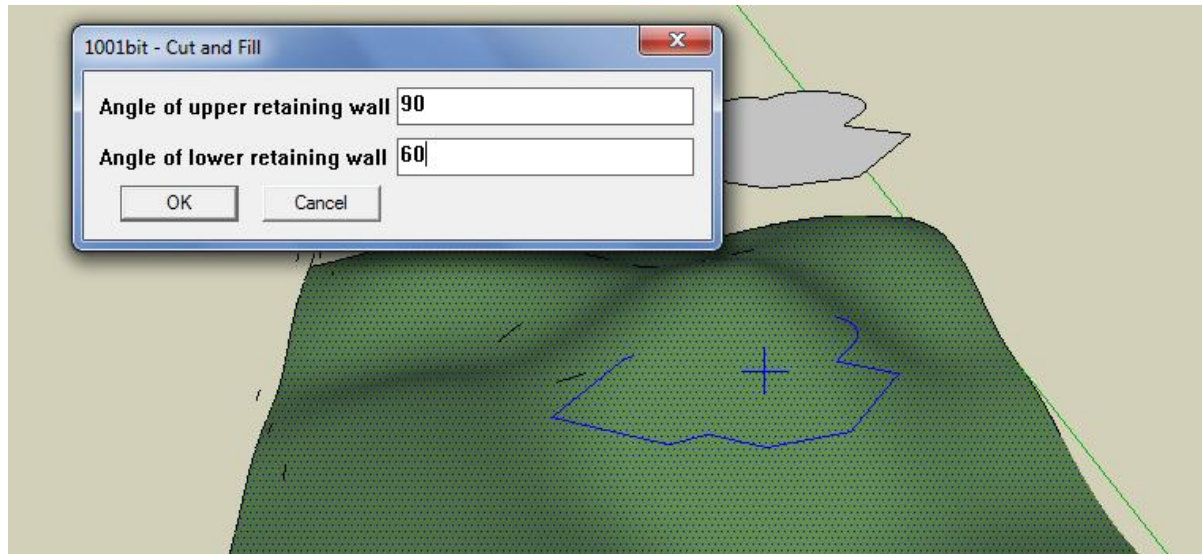 1001bit - Cut and Fill
Angle of upper retaining wall 90
Angle of lower retaining wall 60
OK Cancel